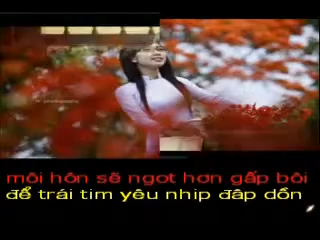 môi hôn sẽ ngọt hơn gấp bội
để trái tim yêu nhịp đập dồn